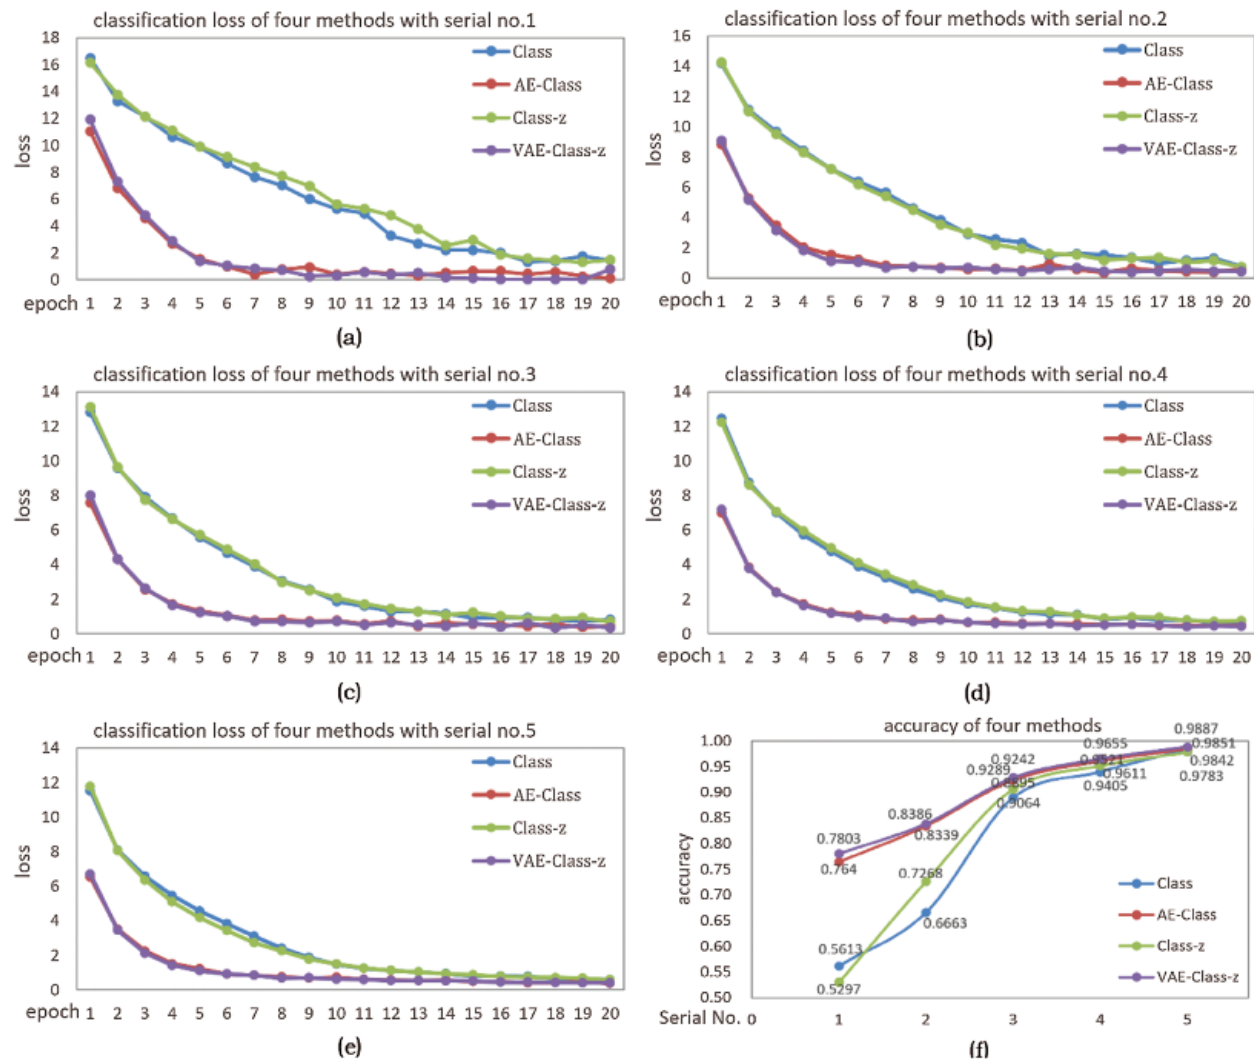 classification loss of four methods with serial no.1
18
16
14
12
10
8
6
4
2
0
loss
Class
AE-Class
Class-z
VAE-Class-z
epoch 1 2 3 4 5 6 7 8 9 10 11 12 13 14 15 16 17 18 19 20
(a)
classification loss of four methods with serial no.2
16
14
12
10
8
6
4
2
0
loss
Class
AE-Class
Class-z
VAE-Class-z
epoch 1 2 3 4 5 6 7 8 9 10 11 12 13 14 15 16 17 18 19 20
(b)
classification loss of four methods with serial no.3
14
12
10
8
6
4
2
0
loss
Class
AE-Class
Class-z
VAE-Class-z
epoch 1 2 3 4 5 6 7 8 9 10 11 12 13 14 15 16 17 18 19 20
(c)
classification loss of four methods with serial no.4
14
12
10
8
6
4
2
0
loss
Class
AE-Class
Class-z
VAE-Class-z
epoch 1 2 3 4 5 6 7 8 9 10 11 12 13 14 15 16 17 18 19 20
(d)
classification loss of four methods with serial no.5
14
12
10
8
6
4
2
0
loss
Class
AE-Class
Class-z
VAE-Class-z
epoch 1 2 3 4 5 6 7 8 9 10 11 12 13 14 15 16 17 18 19 20
(e)
accuracy of four methods
1.00
0.95
0.90
0.85
0.80
0.75
0.70
0.65
0.60
0.55
0.50
accuracy
0.7803
0.764
0.5613
0.5297
0.8386
0.8339
0.7268
0.6663
0.9242
0.9289
0.8895
0.9064
0.9655
0.9521
0.9611
0.9405
0.9887
0.9851
0.9842
0.9783
Class
AE-Class
Class-z
VAE-Class-z
Serial No. 0 1 2 3 4 5
(f)